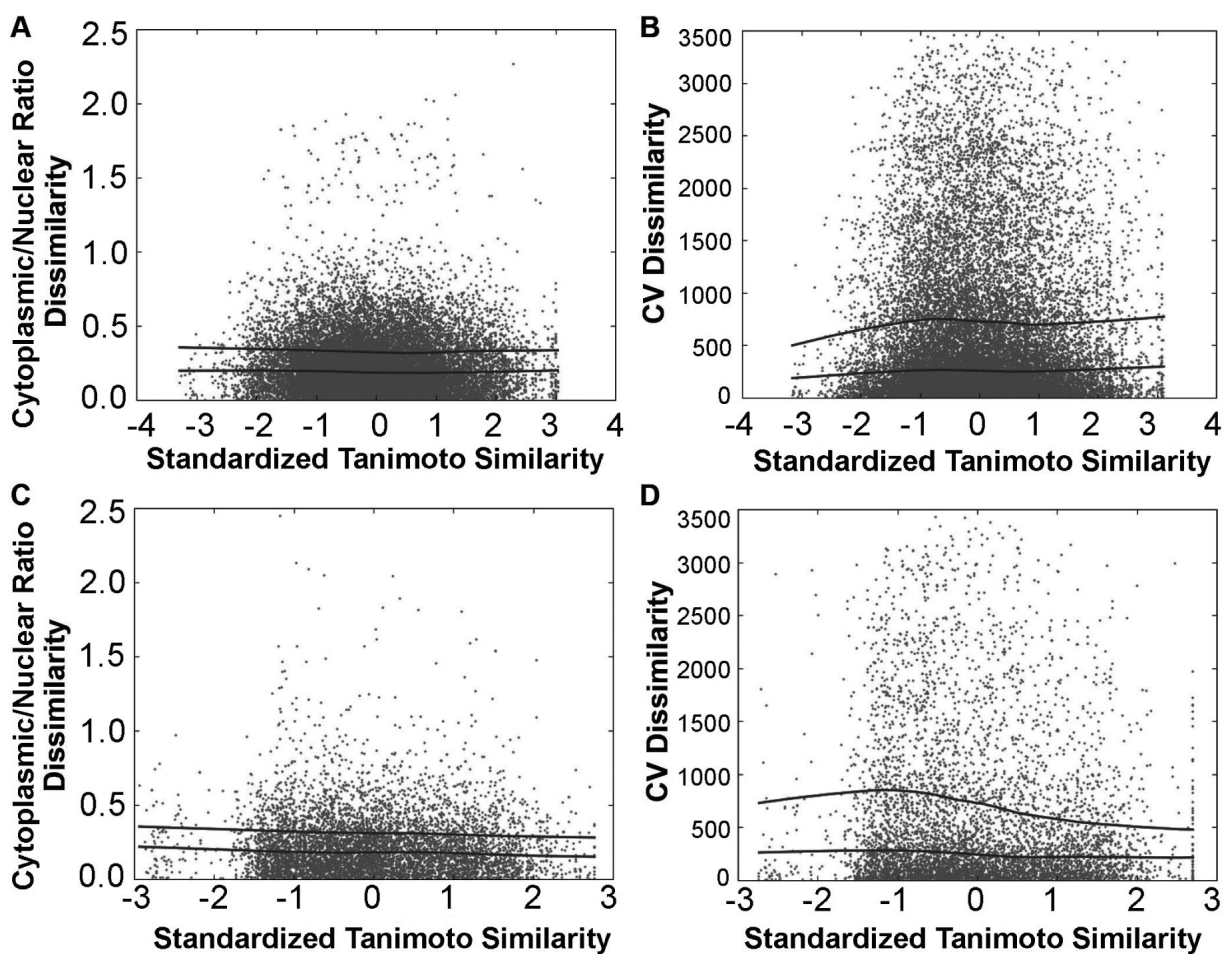 A
Cytoplasmic/Nuclear Ratio
Dissimilarity
2.5
2.0
1.5
1.0
0.5
0.0
-4 -3 -2 -1 0 1 2 3 4
Standardized Tanimoto Similarity
B
CV Dissimilarity
3500
3000
2500
2000
1500
1000
500
0
-4 -3 -2 -1 0 1 2 3 4
Standardized Tanimoto Similarity
C
Cytoplasmic/Nuclear Ratio
Dissimilarity
2.5
2.0
1.5
1.0
0.5
0.0
-3 -2 -1 0 1 2 3
Standardized Tanimoto Similarity
D
CV Dissimilarity
3500
3000
2500
2000
1500
1000
500
0
-3 -2 -1 0 1 2 3
Standardized Tanimoto Similarity